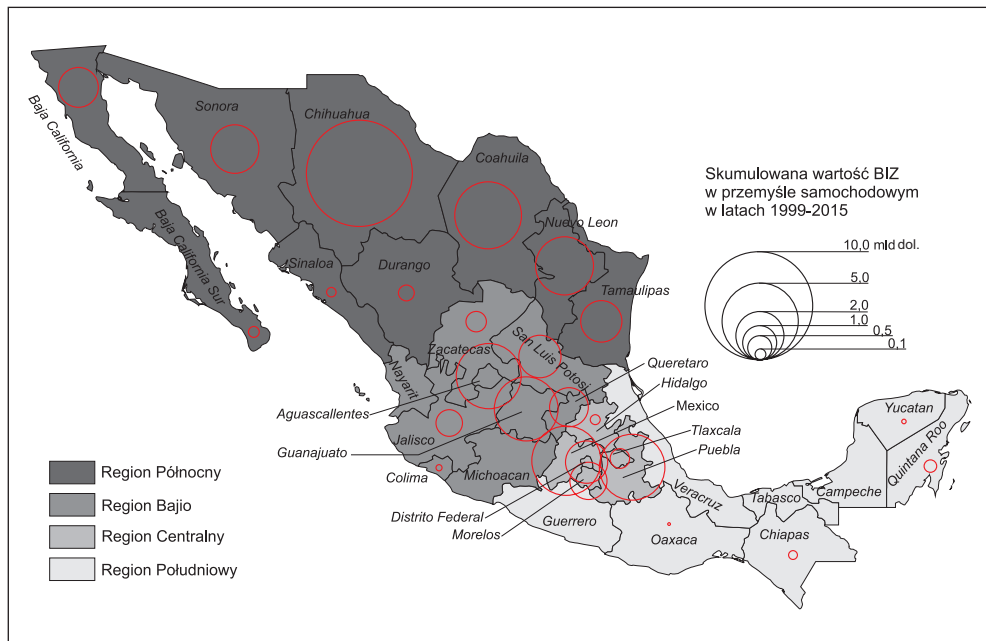 Baja California
Sonora
Chihuahua
Coahuila
Nuevo Leon
Baja California Sur
Sinaloa
Durango
Tamaulipas
Zacatecas
San Luis Potosi
Nayarit
Queretaro
Hidalgo
Mexico
Tlaxcala
Puebla
Aguascallentes
Guanajuato
Jalisco
Colima
Michoacan
Distrito Federal
Morelos
Guerrero
Oaxaca
Veracruz
Tabasco
Campeche
Chiapas
Yucatan
Quintana Roo
Skumulowana wartość BIZ
w przemyśle samochodowym
w latach 1999-2015
10,0 mld dol.
5,0
2,0
1,0
0,5
0,1
Region Północny
Region Bajio
Region Centralny
Region Południowy